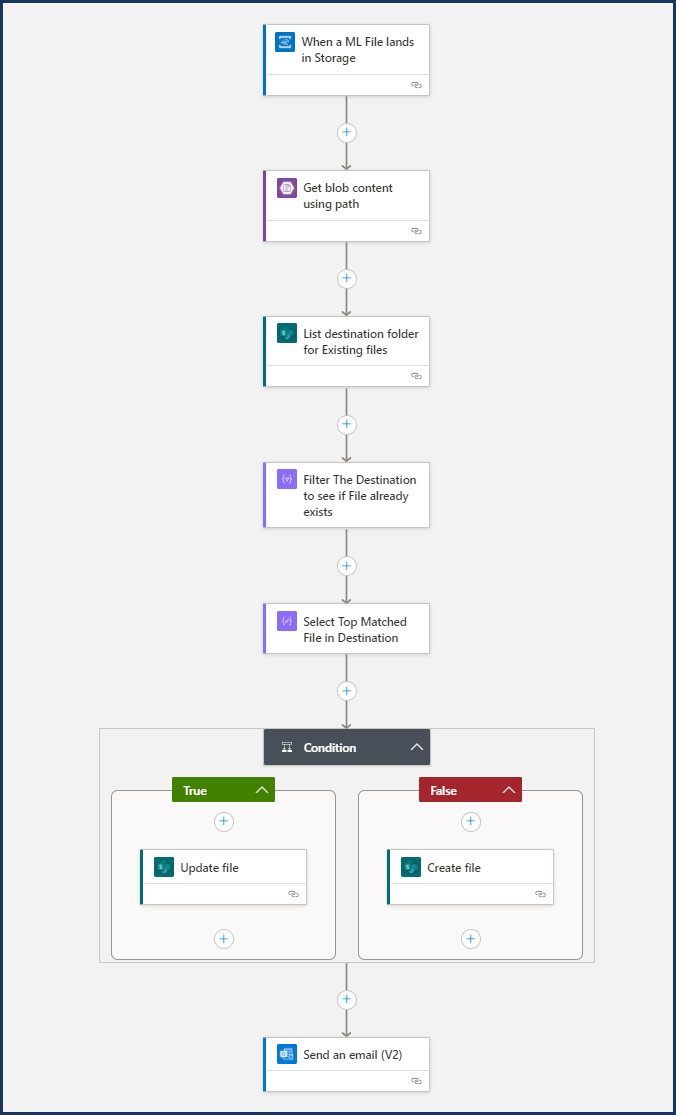 When a ML File lands
in Storage
Get blob content
using path
List destination folder
for Existing files
Filter The Destination
to see if File already
exists
Select Top Matched
File in Destination
Condition
True
False
Update file
Create file
Send an email (V2)